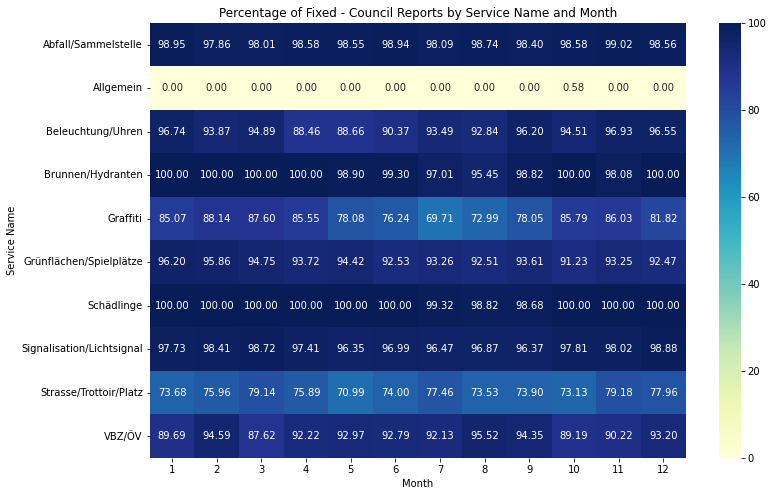 Percentage of Fixed - Council Reports by Service Name and Month
Abfall/Sammelstelle 98.95 97.86 98.01 98.58 98.55 98.94 98.09 98.74 98.40 98.58 99.02 98.56
Allgemein 0.00 0.00 0.00 0.00 0.00 0.00 0.00 0.00 0.00 0.58 0.00 0.00
Beleuchtung/Uhren 96.74 93.87 94.89 88.46 88.66 90.37 93.49 92.84 96.20 94.51 96.93 96.55
Brunnen/Hydranten 100.00 100.00 100.00 100.00 98.90 99.30 97.01 95.45 98.82 100.00 98.08 100.00
Graffiti 85.07 88.14 87.60 85.55 78.08 76.24 69.71 72.99 78.05 85.79 86.03 81.82
Grünflächen/Spielplätze 96.20 95.86 94.75 93.72 94.42 92.53 93.26 92.51 93.61 91.23 93.25 92.47
Schädlinge 100.00 100.00 100.00 100.00 100.00 100.00 99.32 98.82 98.68 100.00 100.00 100.00
Signalisation/Lichtsignal 97.73 98.41 98.72 97.41 96.35 96.99 96.47 96.87 96.37 97.81 98.02 98.88
Strasse/Trottoir/Platz 73.68 75.96 79.14 75.89 70.99 74.00 77.46 73.53 73.90 73.13 79.18 77.96
VBZ/ÖV 89.69 94.59 87.62 92.22 92.97 92.79 92.13 95.52 94.35 89.19 90.22 93.20
1 2 3 4 5 6 7 8 9 10 11 12
Month
Service Name
100
80
60
40
20
0